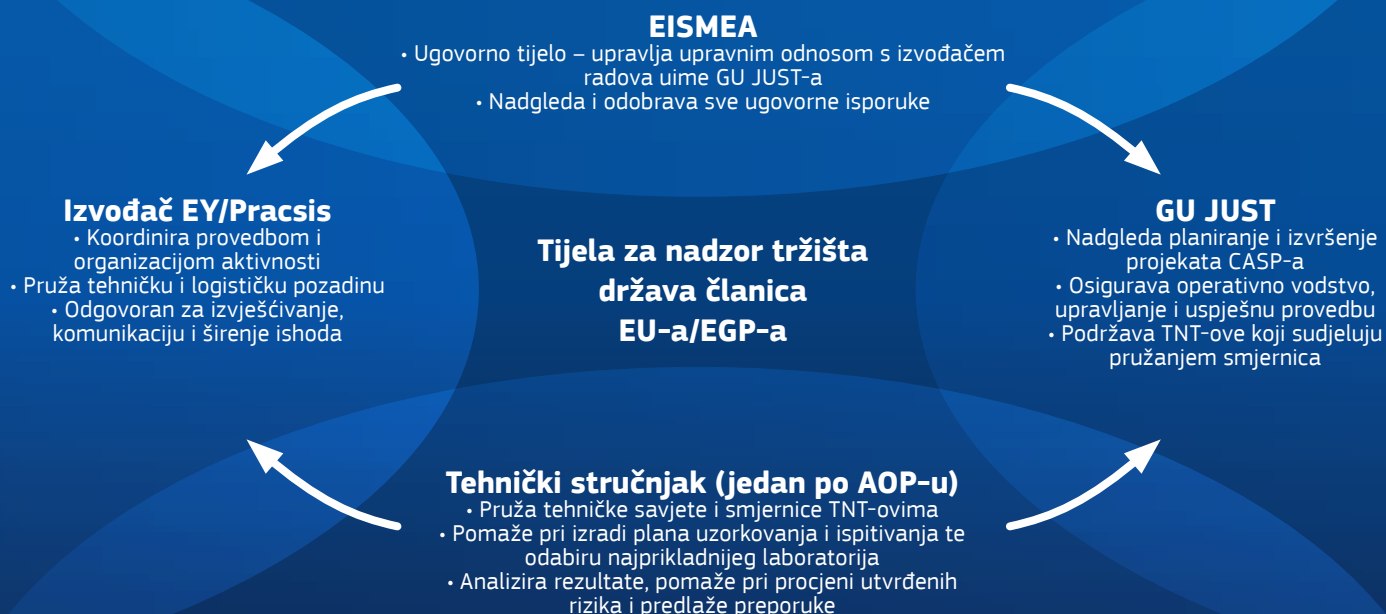 EISMEA
• Ugovorno tijelo – upravlja upravnim odnosom s izvođačem
radova uime GU JUST-a
• Nadgleda i odobrava sve ugovorne isporuke
Izvođač EY/Pracsis
• Koordinira provedbom i
organizacijom aktivnosti
• Pruža tehničku i logističku pozadinu
• Odgovoran za izvješćivanje,
komunikaciju i širenje ishoda
Tijela za nadzor tržišta
država članica
EU-a/EGP-a
GU JUST
• Nadgleda planiranje i izvršenje
projekata CASP-a
• Osigurava operativno vodstvo,
upravljanje i uspješnu provedbu
• Podržava TNT-ove koji sudjeluju
pružanjem smjernica
Tehnički stručnjak (jedan po AOP-u)
• Pruža tehničke savjete i smjernice TNT-ovima
• Pomaže pri izradi plana uzorkovanja i ispitivanja te
odabiru najprikladnijeg laboratorija
• Analizira rezultate, pomaže pri procjeni utvrđenih
rizika i predlaže preporuke